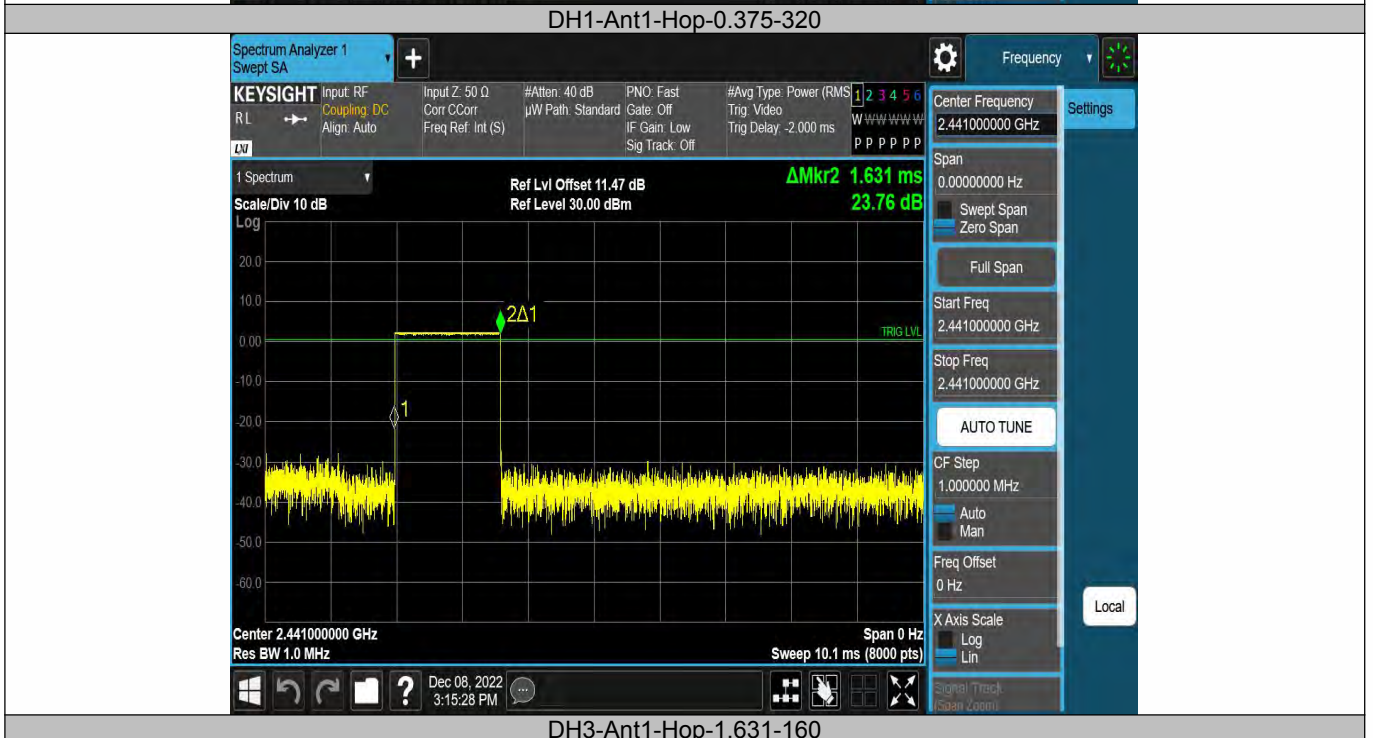 DH1-Ant1-Hop-0.375-320
Spectrum Analyzer 1
Swept SA
+
Frequency
KEYSIGHT
R L
LXI
Input: RF
Coupling: DC
Align: Auto
Input Z: 50 Ω
Corr CCorr
Freq Ref: Int (S)
#Atten: 40 dB
µW Path: Standard
PNO: Fast
Gate: Off
IF Gain: Low
Sig Track: Off
#Avg Type: Power (RMS
Trig: Video
Trig Delay: -2.000 ms
1 2 3 4 5 6
W W W W W W
P P P P P P
Center Frequency
2.441000000 GHz
Settings
1 Spectrum
Scale/Div 10 dB
Ref Lvl Offset 11.47 dB
Ref Level 30.00 dBm
ΔMkr2 1.631 ms
23.76 dB
Log
20.0
10.0
0.00
-10.0
-20.0
-30.0
-40.0
-50.0
-60.0
2Δ1
1
TRIG LVL
Span
0.00000000 Hz
Swept Span
Zero Span
Full Span
Start Freq
2.441000000 GHz
Stop Freq
2.441000000 GHz
AUTO TUNE
CF Step
1.000000 MHz
Auto
Man
Freq Offset
0 Hz
X Axis Scale
Log
Lin
Signal Track
(Span Zoom)
Local
Center 2.441000000 GHz
Res BW 1.0 MHz
Span 0 Hz
Sweep 10.1 ms (8000 pts)
?
Dec 08, 2022
3:15:28 PM
DH3-Ant1-Hop-1.631-160